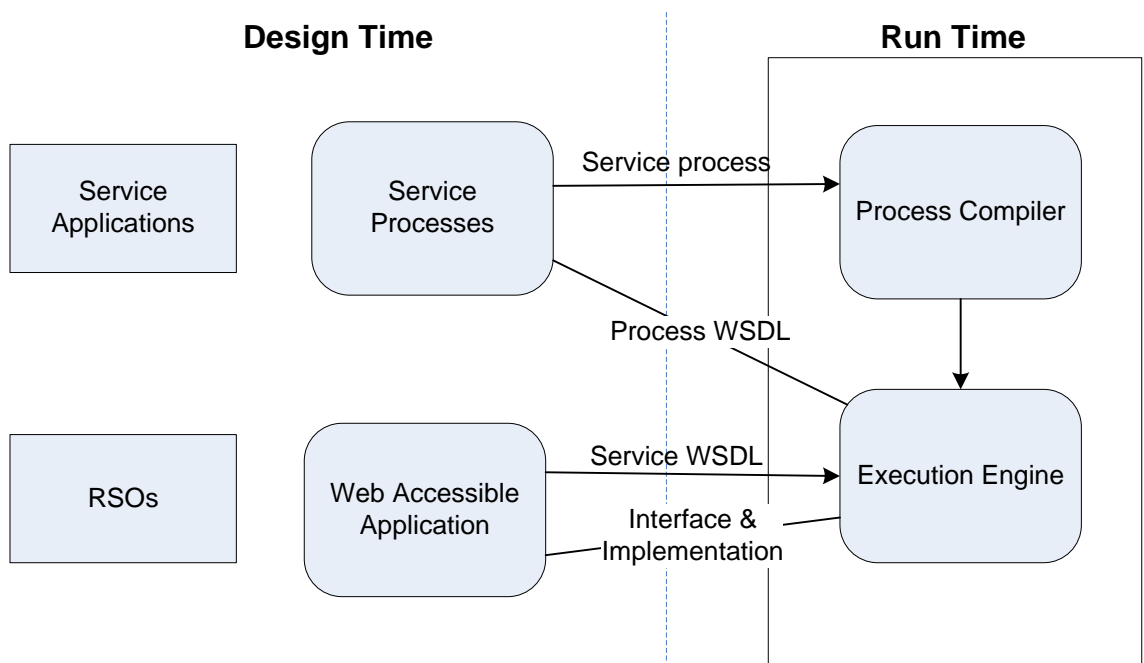 Design Time
Run Time
Service
Applications
Service
Processes
Service process
Process Compiler
Process WSDL
RSOs
Web Accessible
Application
Service WSDL
Interface &
Implementation
Execution Engine